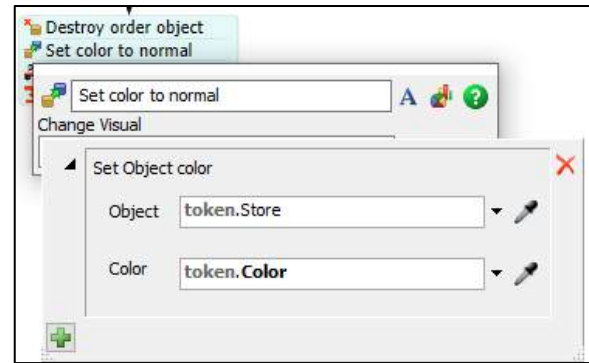 Destroy order object
Set color to normal
Set color to normal
A
Change Visual
Set Object color
Object token.Store
Color token.Color